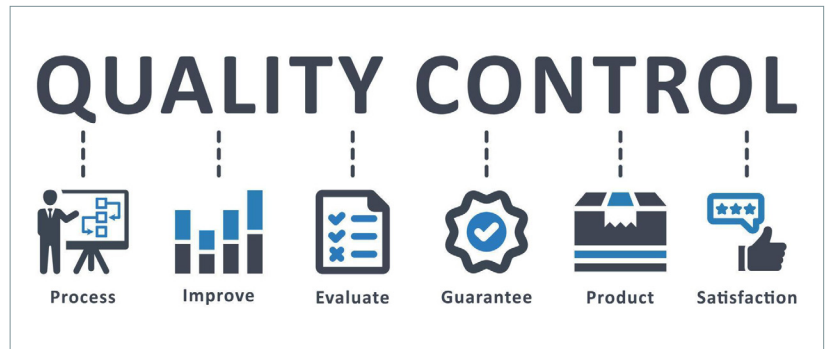 QUALITY CONTROL
Process Improve Evaluate Guarantee Product Satisfaction